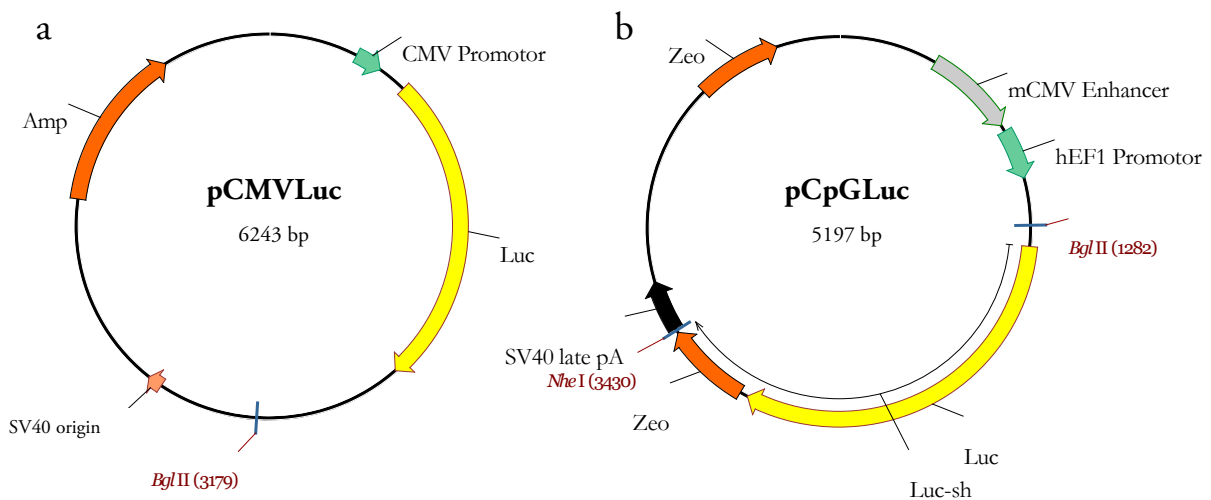 a
CMV Promotor
Amp
pCMVLuc
6243 bp
Luc
SV40 origin
BglII (3179)
b
Zeo
mCMV Enhancer
hEF1 Promotor
pCpGLuc
5197 bp
BglII (1282)
SV40 late pA
NheI (3430)
Zeo
Luc
Luc-sh